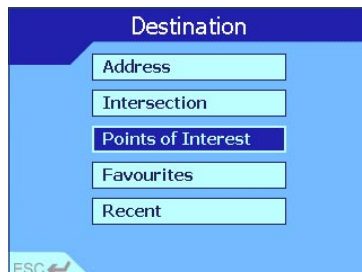 Destination
Address
Intersection
Points of Interest
Favourites
Recent
ESC